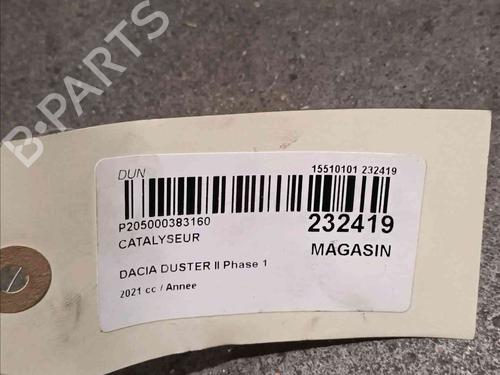 B-PARTS
DUN
15510101 232419
P205000383160
232419
CATALYSEUR
MAGASIN
DACIA DUSTER II Phase 1
2021 cc / Annee